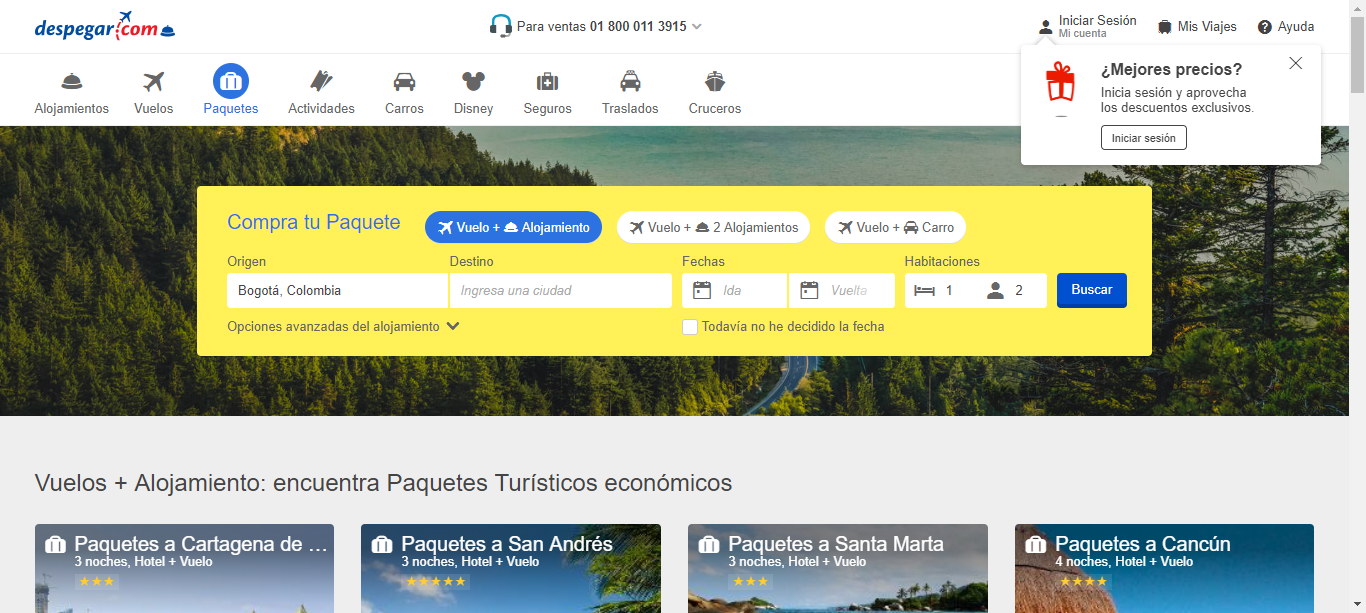 despegar.com
Para ventas 01 800 011 3915
Iniciar Sesión
Mi cuenta
Mis Viajes
Ayuda
¿Mejores precios?
Inicia sesión y aprovecha
los descuentos exclusivos.
Iniciar sesión
Alojamientos
Vuelos
Paquetes
Actividades
Carros
Disney
Seguros
Traslados
Cruceros
Compra tu Paquete
Vuelo + Alojamiento
Vuelo + 2 Alojamientos
Vuelo + Carro
Origen
Destino
Fechas
Habitaciones
Bogotá, Colombia
Ingresa una ciudad
Ida
Vuelta
1
2
Buscar
Opciones avanzadas del alojamiento
Todavía no he decidido la fecha
Vuelos + Alojamiento: encuentra Paquetes Turísticos económicos
Paquetes a Cartagena de ...
3 noches, Hotel + Vuelo
Paquetes a San Andrés
3 noches, Hotel + Vuelo
Paquetes a Santa Marta
3 noches, Hotel + Vuelo
Paquetes a Cancún
4 noches, Hotel + Vuelo